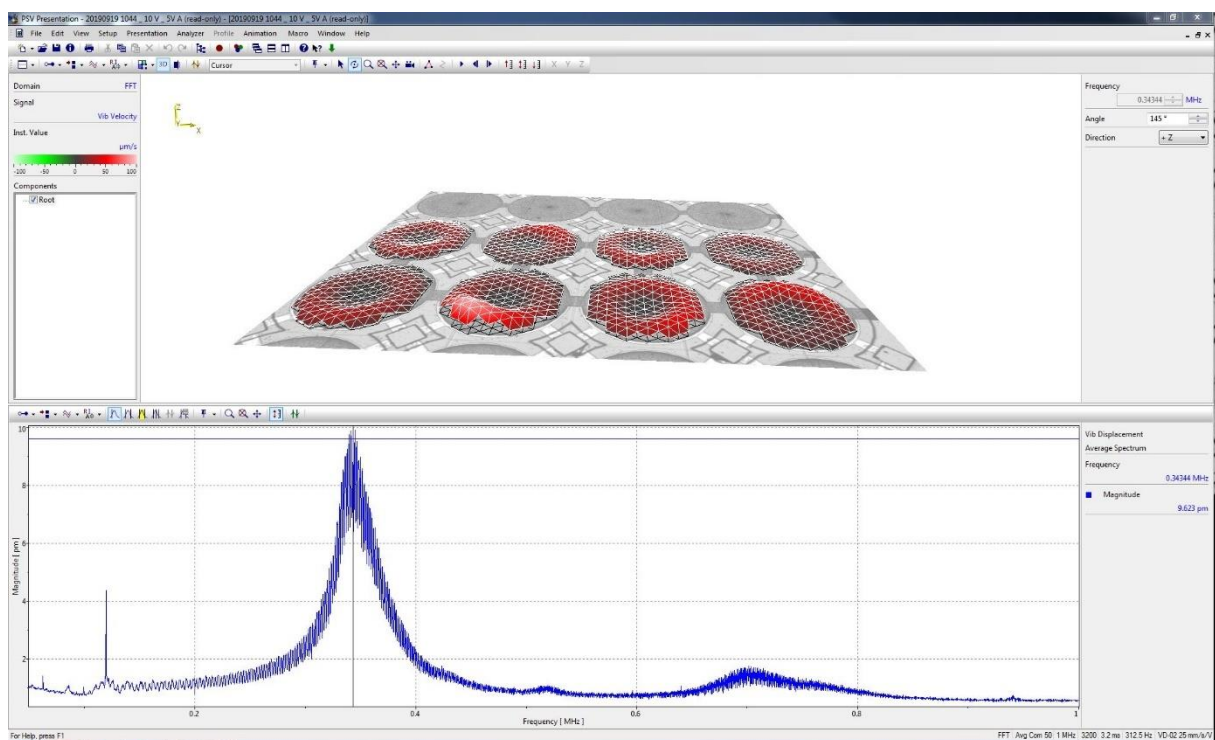 PSV Presentation - 20190919 1044 _ 10 V _ 5V A (read-only) - [20190919 1044 _ 10 V _ 5V A (read-only)]
File Edit View Setup Presentation Analyzer Profile Animation Macro Window Help
3D Cursor X Y Z
Domain FFT
Signal
Vib Velocity
Inst. Value
µm/s
-100 -50 0 50 100
Components
Root
Z
Y X
Frequency
0.34344 MHz
Angle 145 °
Direction + Z
10
8
6
4
2
Magnitude [ pm ]
0.2 0.4 0.6 0.8 1
Frequency [ MHz ]
Vib Displacement
Average Spectrum
Frequency
0.34344 MHz
Magnitude
9.623 pm
For Help, press F1
FFT Avg Com 50 1 MHz 3200 3.2 ms 312.5 Hz VD-02 25 mm/s/V